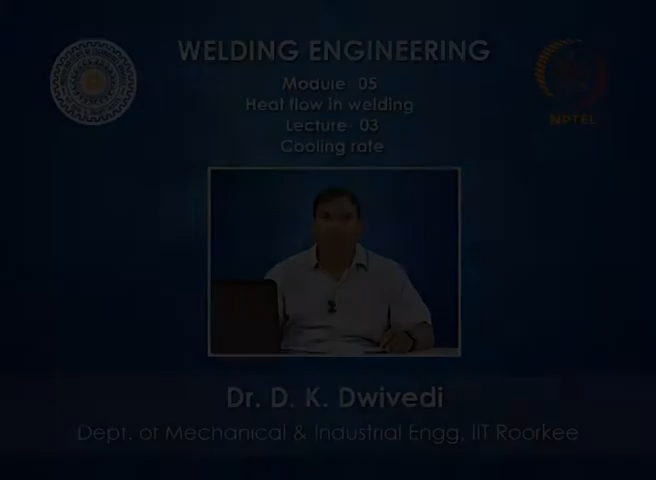 WELDING ENGINEERING
Module 05
Heat flow in welding
Lecture 03
Cooling rate
NPTEL
Dr. D. K. Dwivedi
Dept. of Mechanical & Industrial Engg, IIT Roorkee